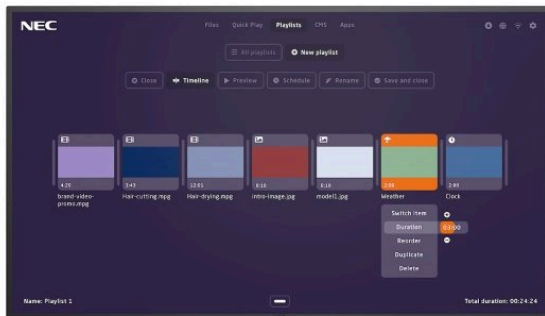 NEC
Files Quick Play Playlists CMS Apps
All playlists New playlist
Close Timeline Preview Schedule Rename Save and close
4:20 3:43 12:01 0:10 0:10 2:00 2:00
brand-video-promo.mpg Hair-cutting.mpg Hair-drying.mpg intro-image.jpg model1.jpg Weather Clock
Switch item
Duration 03:00
Reorder
Duplicate
Delete
Name: Playlist 1 Total duration: 00:24:24